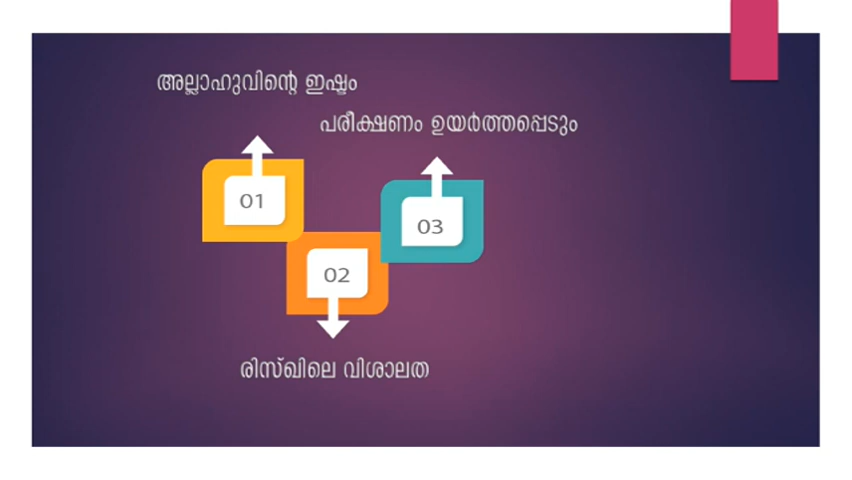 അല്ലാഹുവിന്റെ ഇഷ്ടം
പരീക്ഷണം ഉയർത്തപ്പെടും
01
03
02
രിസ്ഖിലെ വിശാലത